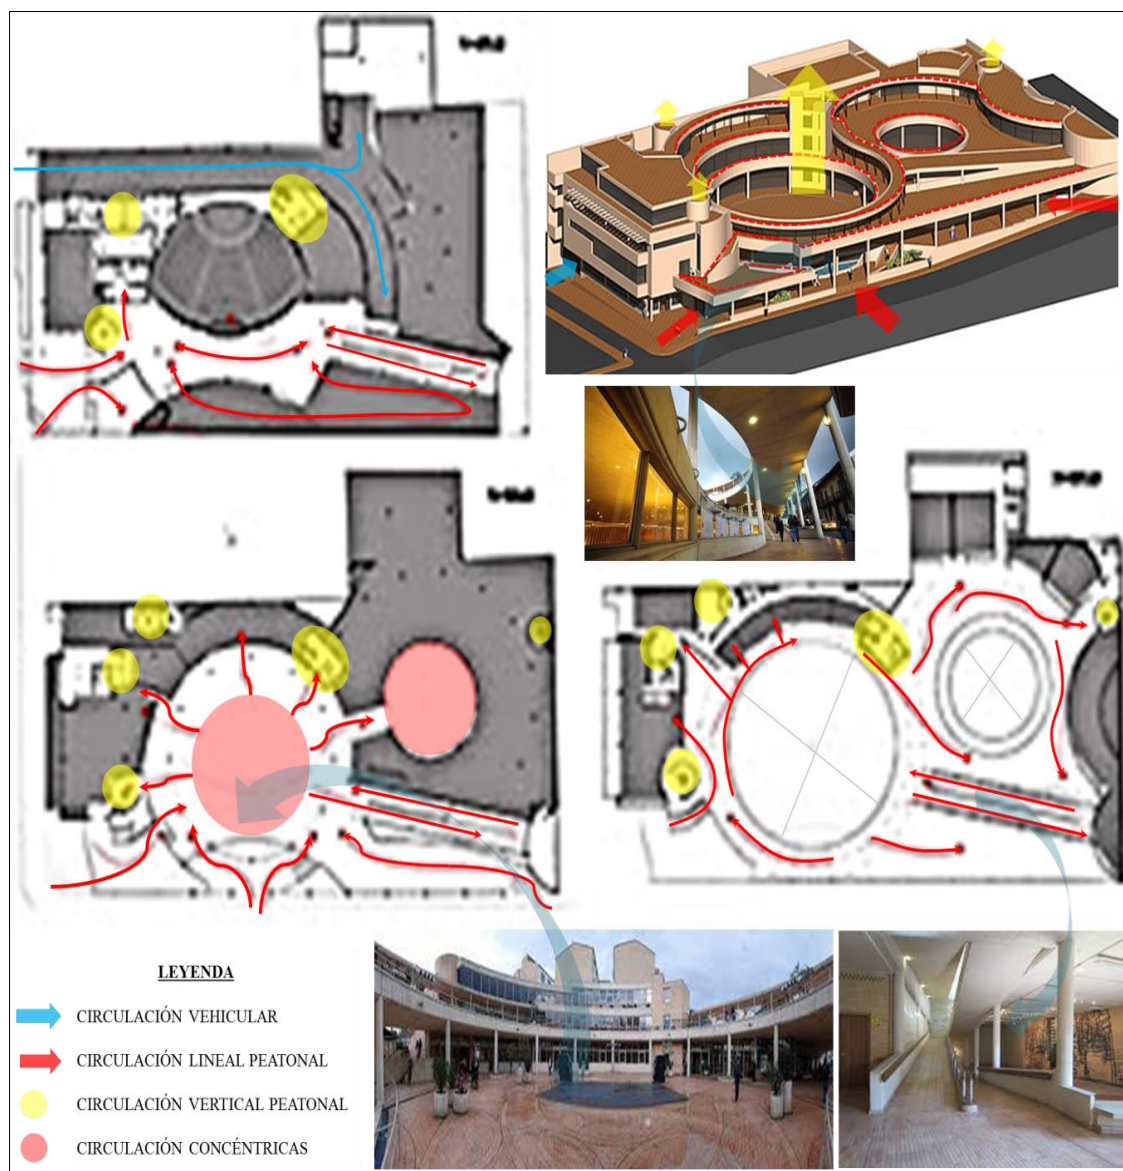 LEYENDA
CIRCULACIÓN VEHICULAR
CIRCULACIÓN LINEAL PEATONAL
CIRCULACIÓN VERTICAL PEATONAL
CIRCULACIÓN CONCÉNTRICAS